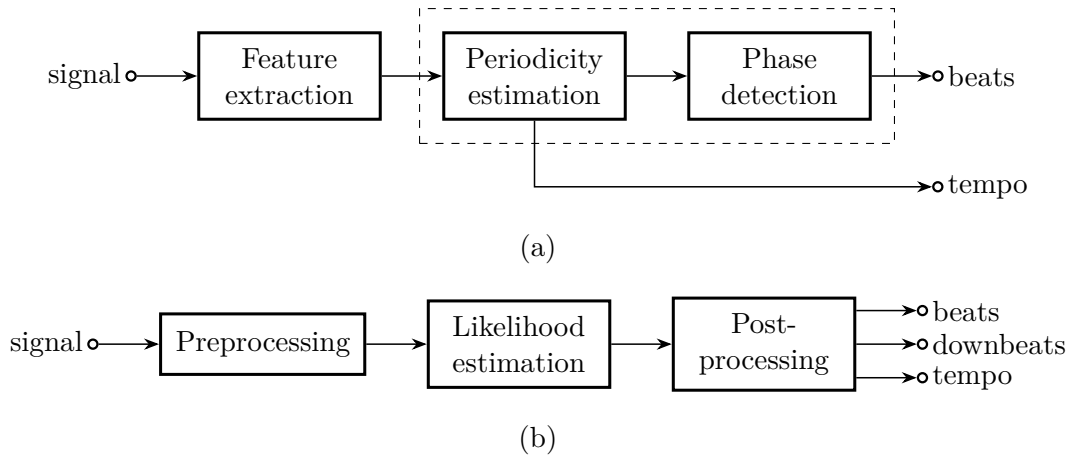 signal
Feature
extraction
Periodicity
estimation
Phase
detection
beats
tempo
(a)
signal
Preprocessing
Likelihood
estimation
Post-
processing
beats
downbeats
tempo
(b)